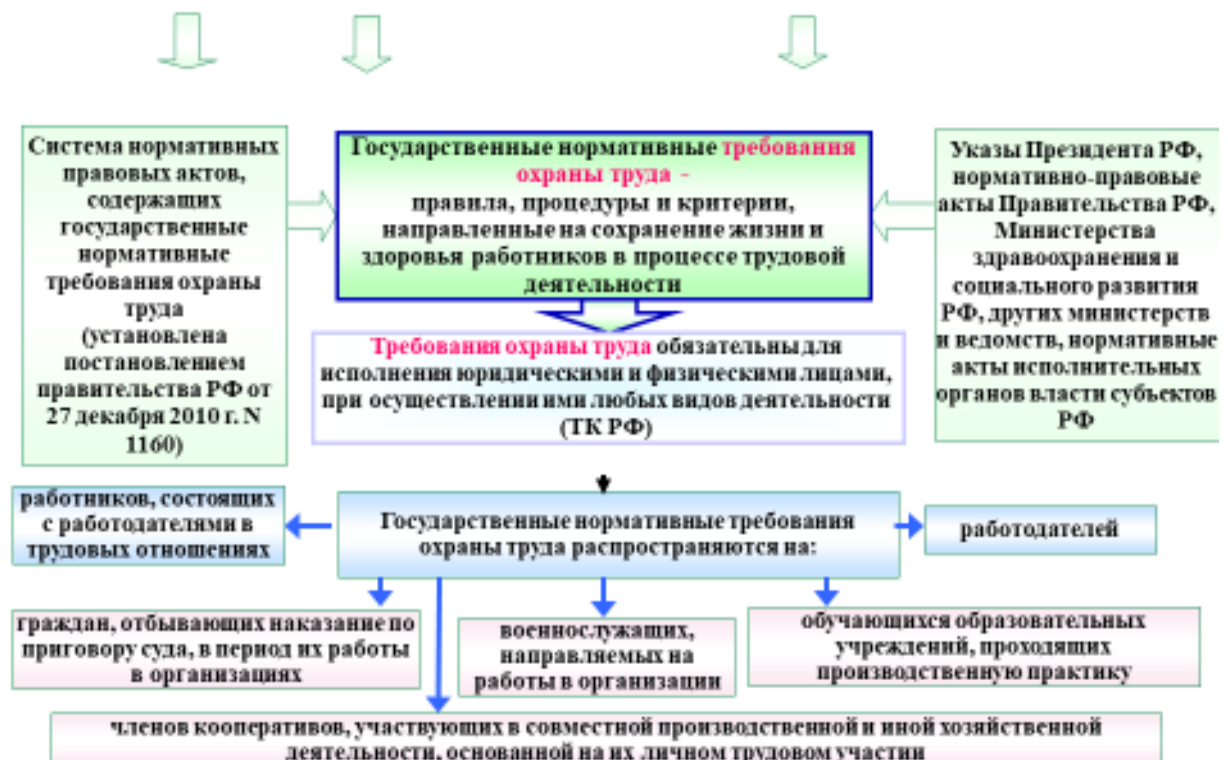 Система нормативных
правовых актов,
содержащих
государственные
нормативные
требования охраны
труда
(установлена
постановлением
правительства РФ от
27 декабря 2010 г. N
1160)
Государственные нормативные требования
охраны труда -
правила, процедуры и критерии,
направленные на сохранение жизни и
здоровья работников в процессе трудовой
деятельности
Указы Президента РФ,
нормативно-правовые
акты Правительства РФ,
Министерства
здравоохранения и
социального развития
РФ, других министерств
и ведомств, нормативные
акты исполнительных
органов власти субъектов
РФ
Требования охраны труда обязательны для
исполнения юридическими и физическими лицами,
при осуществлении ими любых видов деятельности
(ТК РФ)
работников, состоящих
с работодателями в
трудовых отношениях
Государственные нормативные требования
охраны труда распространяются на:
работодателей
граждан, отбывающих наказание по
приговору суда, в период их работы
в организациях
военнослужащих,
направляемых на
работы в организации
обучающихся образовательных
учреждений, проходящих
производственную практику
членов кооперативов, участвующих в совместной производственной и иной хозяйственной
деятельности, основанной на их личном трудовом участии